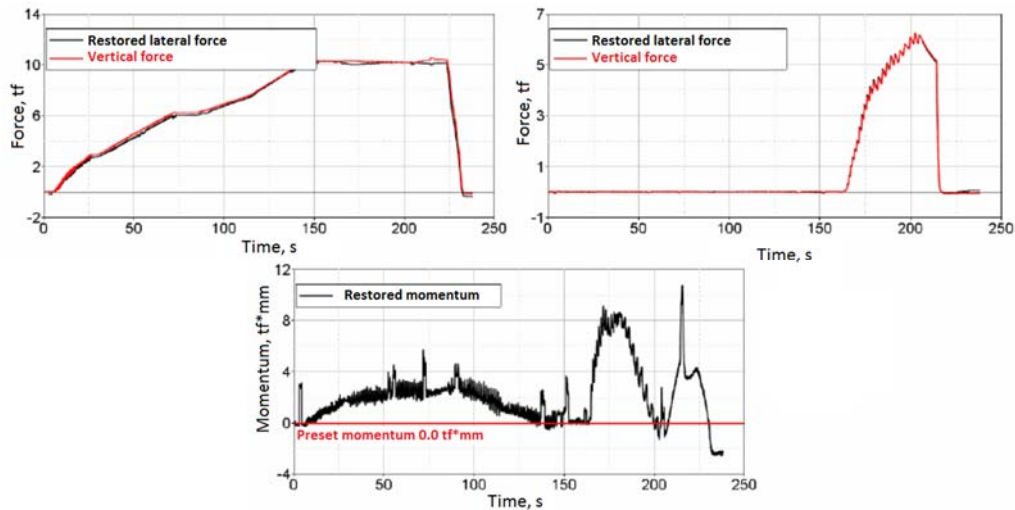 14
10
6
2
-2
Force, tf
Restored lateral force
Vertical force
0 50 100 150 200 250
Time, s
7
5
3
1
-1
Force, tf
Restored lateral force
Vertical force
0 50 100 150 200 250
Time, s
12
8
4
0
-4
Momentum, tf*mm
Restored momentum
Preset momentum 0.0 tf*mm
0 50 100 150 200 250
Time, s